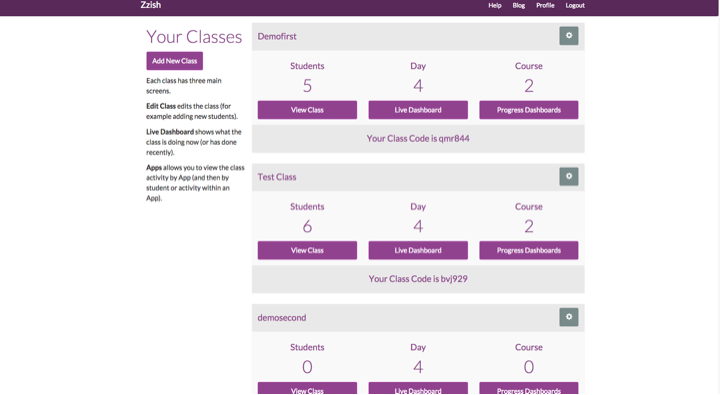 Zzish
Help Blog Profile Logout
Your Classes
Add New Class
Each class has three main
screens.
Edit Class edits the class (for
example adding new students).
Live Dashboard shows what the
class is doing now (or has done
recently).
Apps allows you to view the class
activity by App (and then by
student or activity within an
App).
Demofirst
Students Day Course
5 4 2
View Class Live Dashboard Progress Dashboards
Your Class Code is qmr844
Test Class
Students Day Course
6 4 2
View Class Live Dashboard Progress Dashboards
Your Class Code is bvj929
demosecond
Students Day Course
0 4 0
View Class Live Dashboard Progress Dashboards